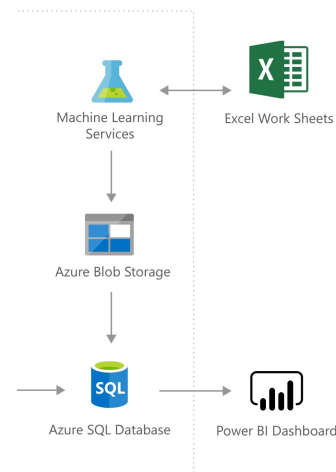 X
Machine Learning
Services
Excel Work Sheets
Azure Blob Storage
SQL
Azure SQL Database
Power BI Dashboard